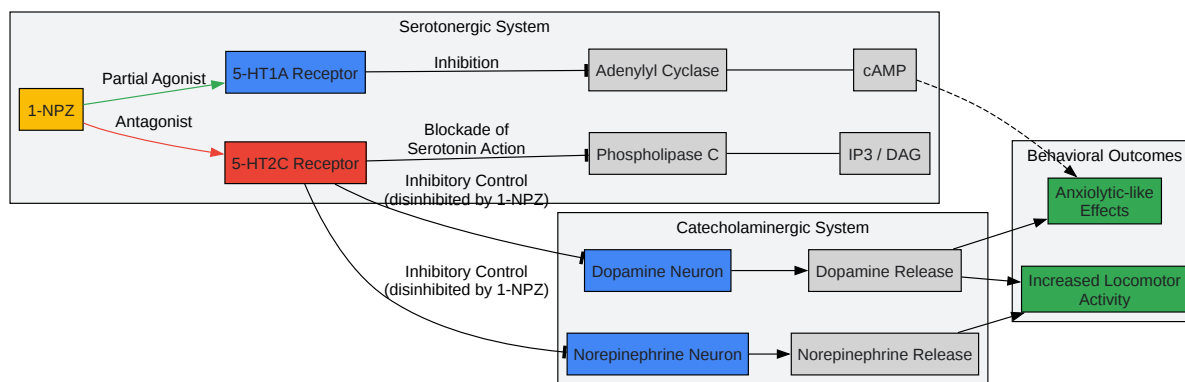 Serotonergic System
1-NPZ
Partial Agonist
Antagonist
5-HT1A Receptor
Inhibition
Adenylyl Cyclase
cAMP
5-HT2C Receptor
Blockade of
Serotonin Action
Phospholipase C
IP3 / DAG
Inhibitory Control
(disinhibited by 1-NPZ)
Inhibitory Control
(disinhibited by 1-NPZ)
Catecholaminergic System
Dopamine Neuron
Dopamine Release
Norepinephrine Neuron
Norepinephrine Release
Behavioral Outcomes
Anxiolytic-like
Effects
Increased Locomotor
Activity